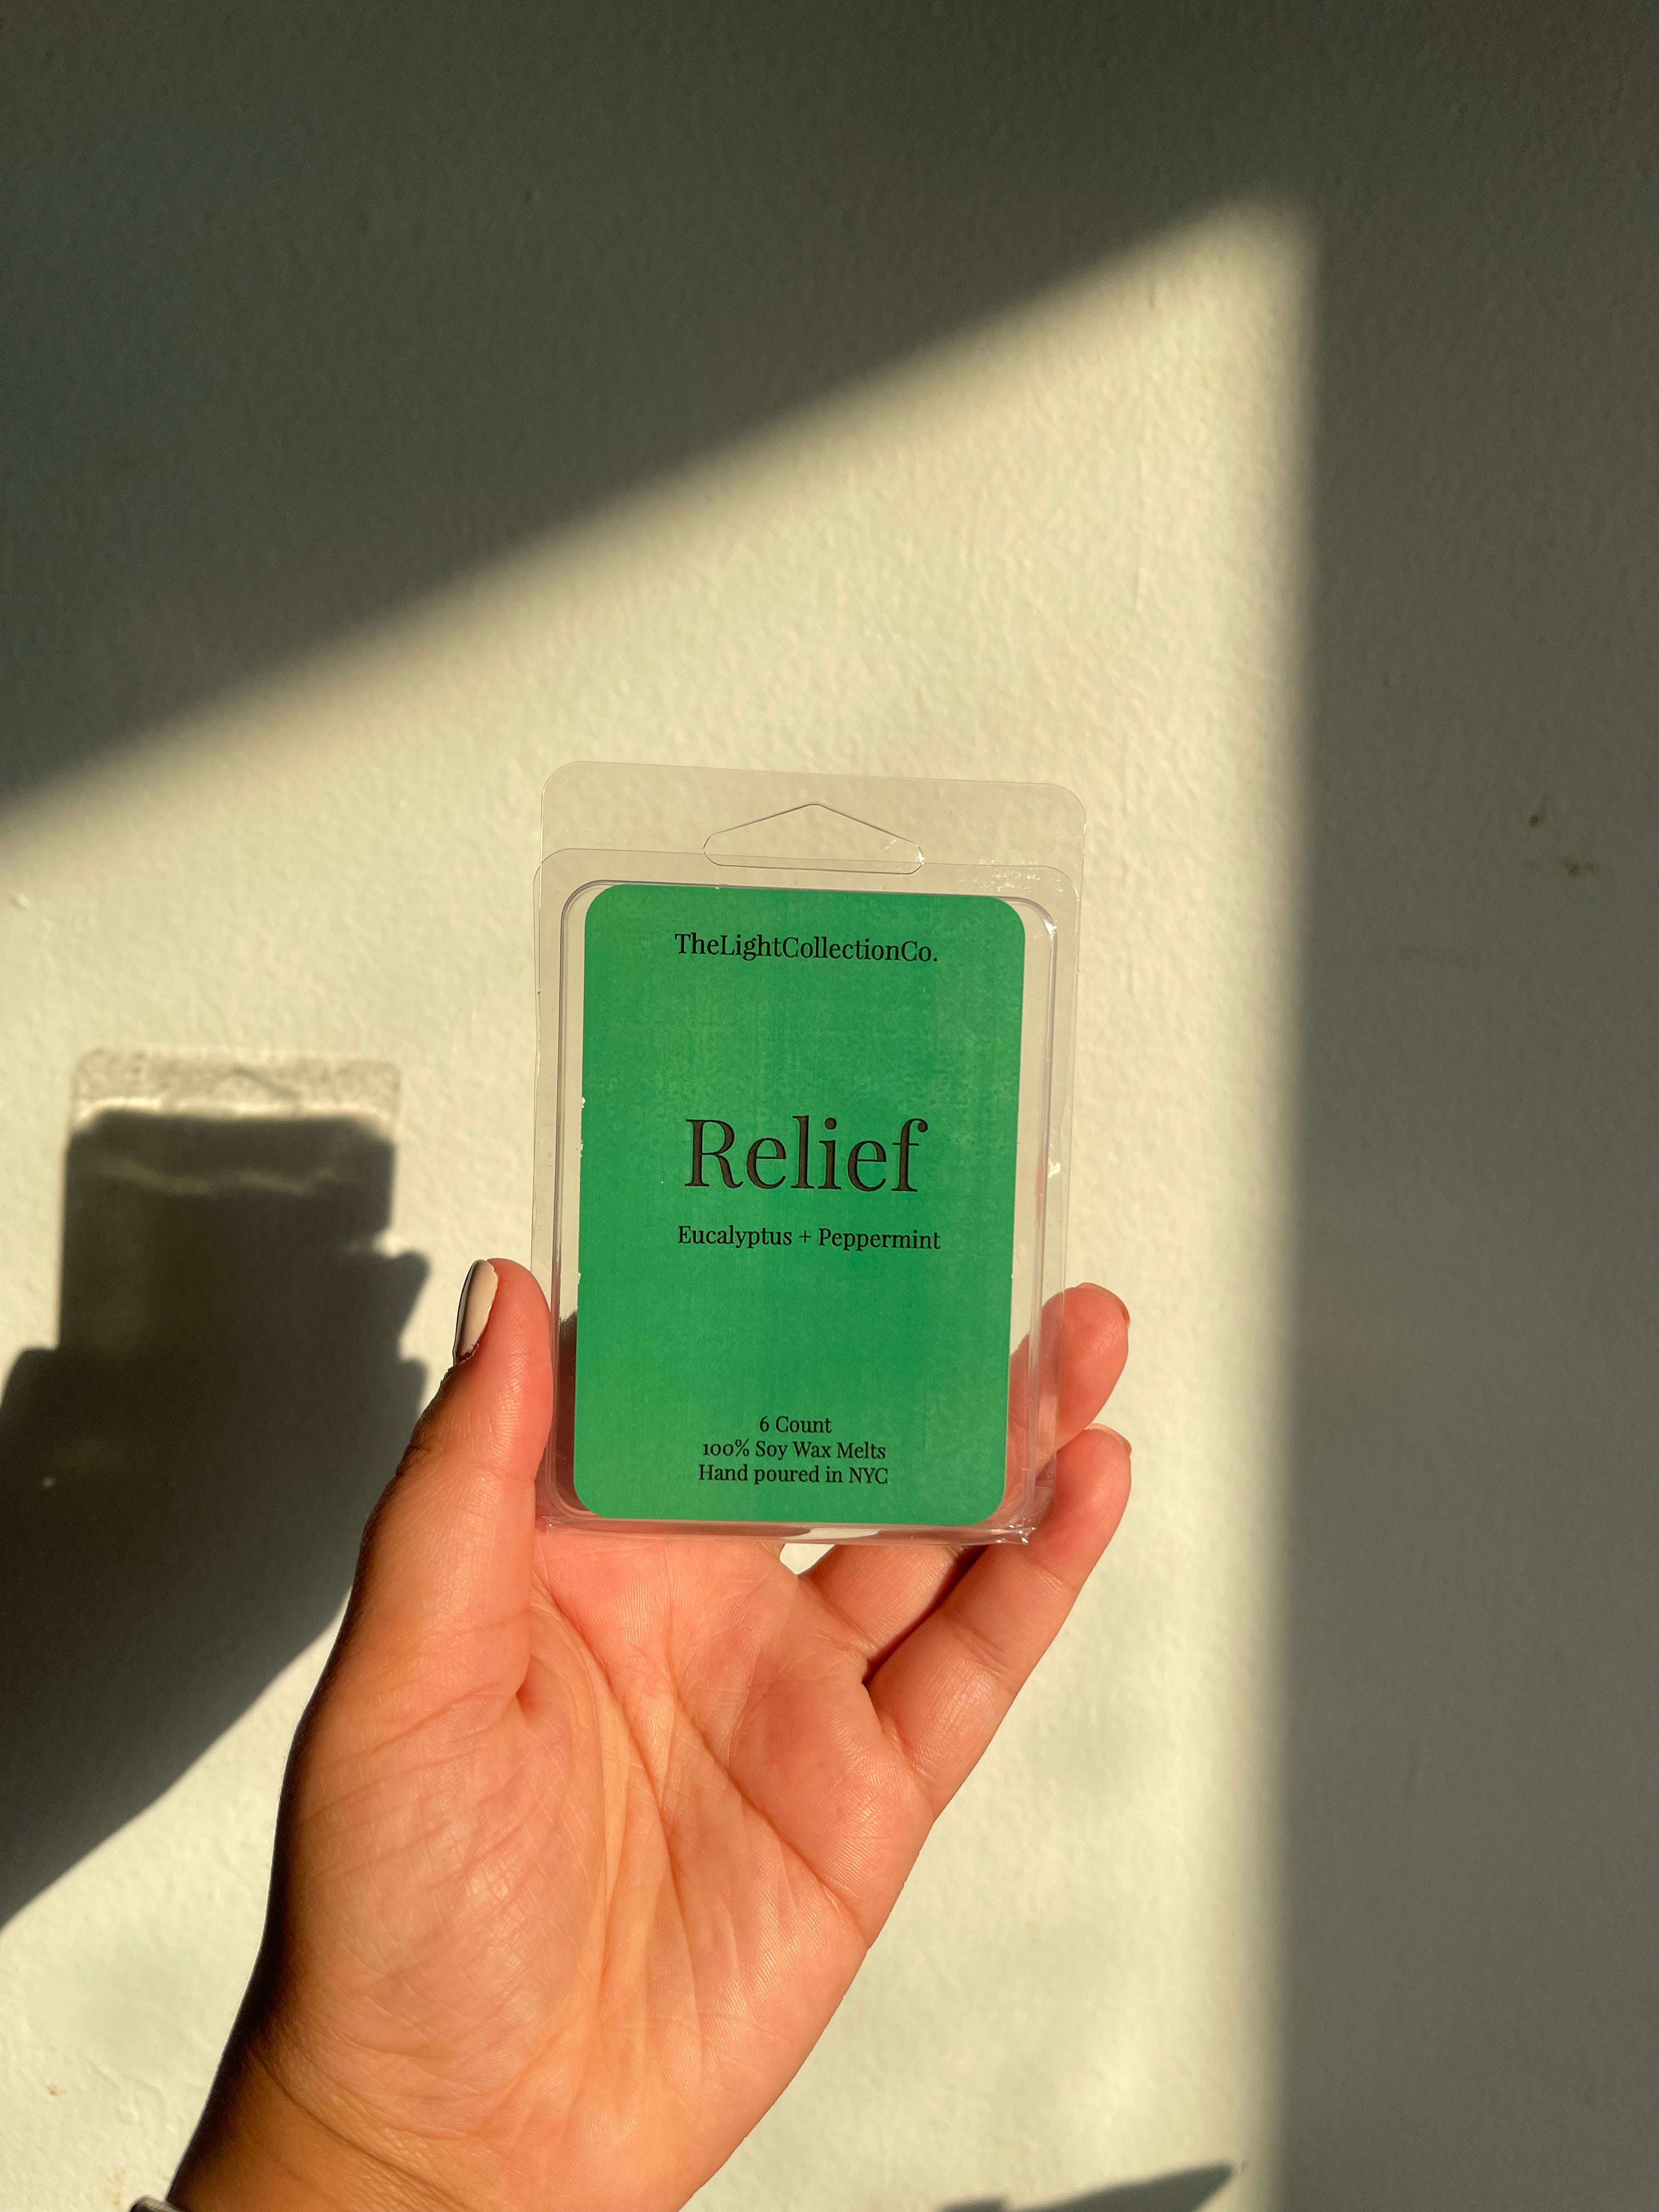 TheLightCollectionCo.
Relief
Eucalyptus + Peppermint
6 Count
100% Soy Wax Melts
Hand poured in NYC